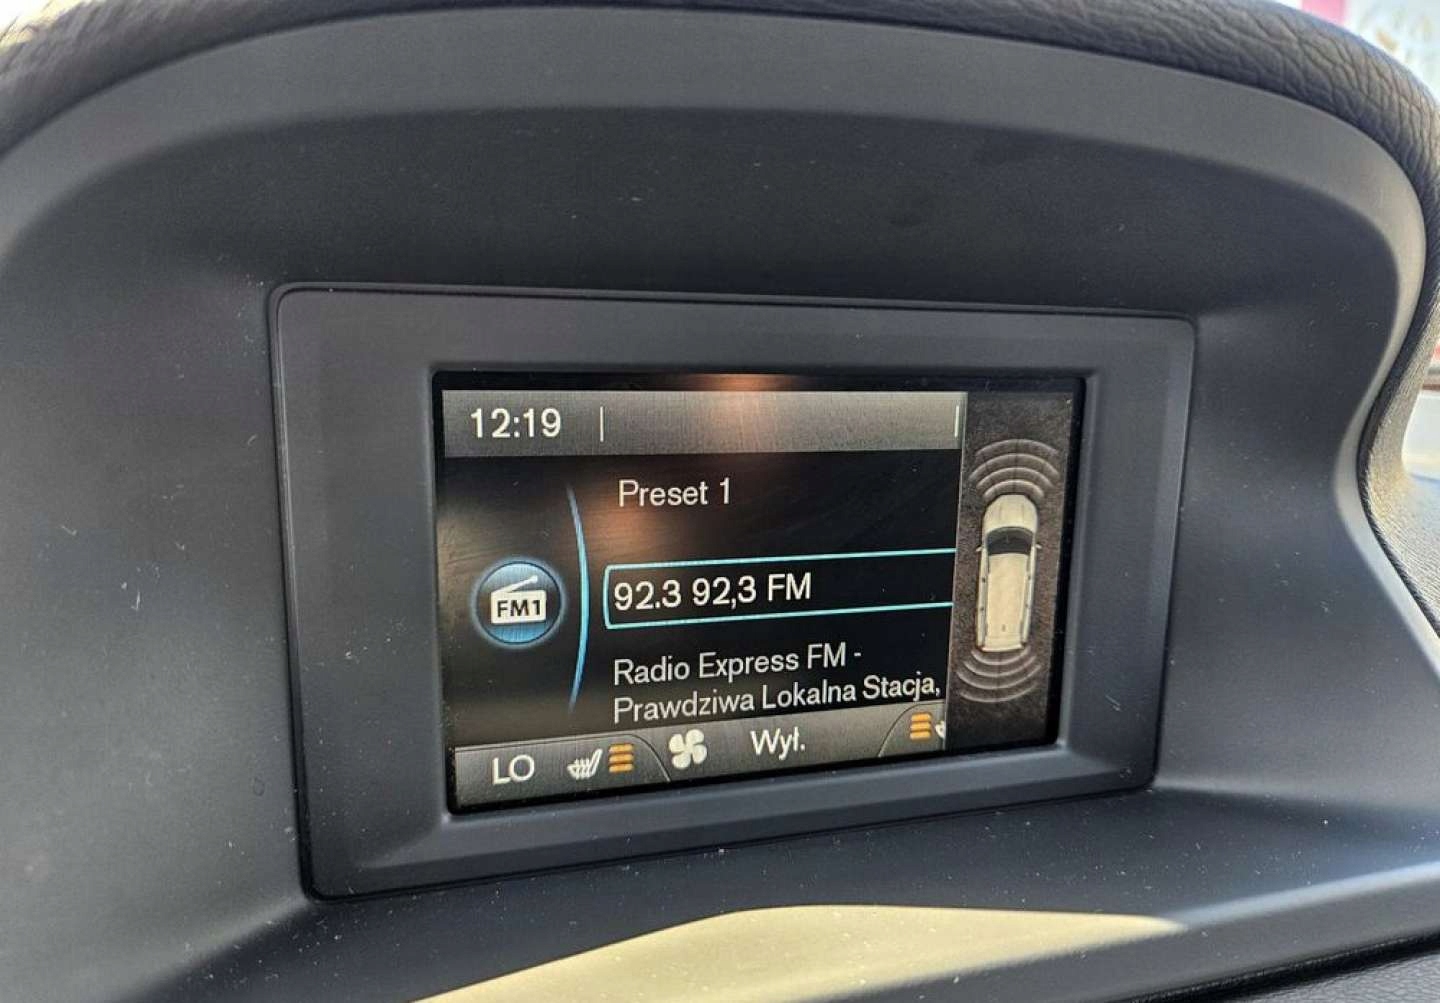 12:19
Preset 1
FM1
92.3 92,3 FM
Radio Express FM -
Prawdziwa Lokalna Stacja,
LO
Wył.